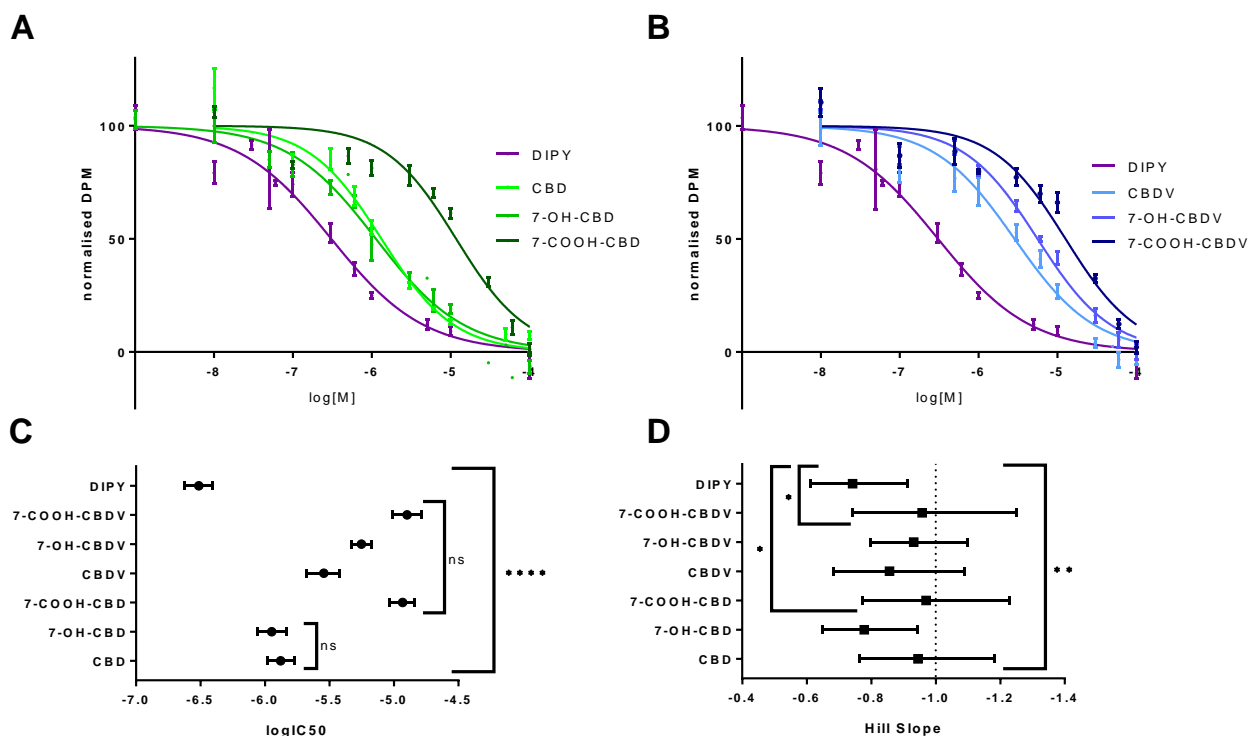 A
normalised DPM
100
50
0
-8
-7
-6
-5
-4
log[M]
DIPY
CBD
7-OH-CBD
7-COOH-CBD
B
normalised DPM
100
50
0
-8
-7
-6
-5
-4
log[M]
DIPY
CBDV
7-OH-CBDV
7-COOH-CBDV
C
DIPY
7-COOH-CBDV
7-OH-CBDV
CBDV
7-COOH-CBD
7-OH-CBD
CBD
ns
ns
****
-7.0
-6.5
-6.0
-5.5
-5.0
-4.5
logIC50
D
DIPY
7-COOH-CBDV
7-OH-CBDV
CBDV
7-COOH-CBD
7-OH-CBD
CBD
*
*
**
-0.4
-0.6
-0.8
-1.0
-1.2
-1.4
Hill Slope